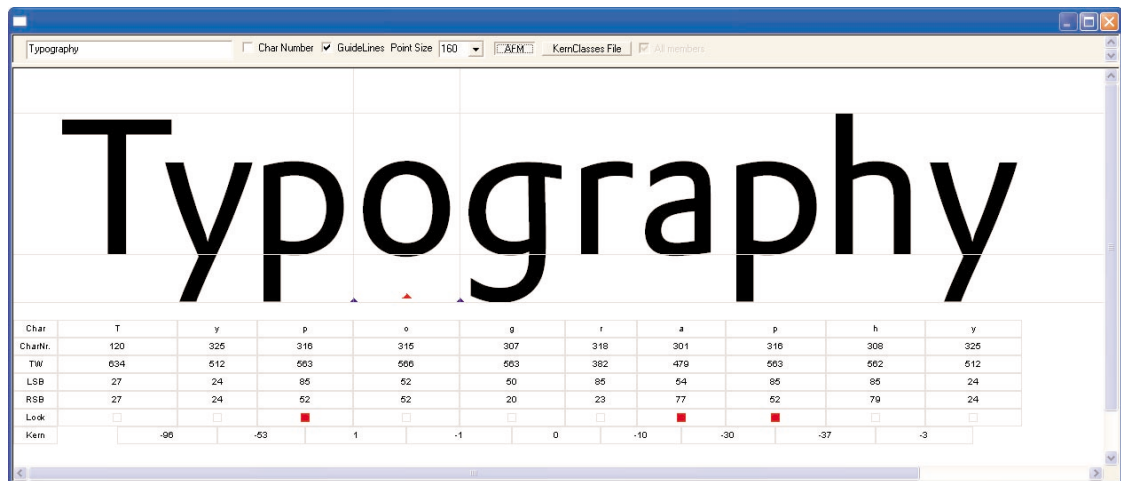 Typography Char Number GuideLines Point Size 160 AFM KernClasses File All members
Typography
Char T y p o g r a p h y
CharNr. 120 325 316 315 307 318 301 316 308 325
TW 634 512 563 566 563 382 479 563 562 512
LSB 27 24 85 52 50 85 54 85 85 24
RSB 27 24 52 52 20 23 77 52 79 24
Lock
Kern -96 -53 1 -1 0 -10 -30 -37 -3